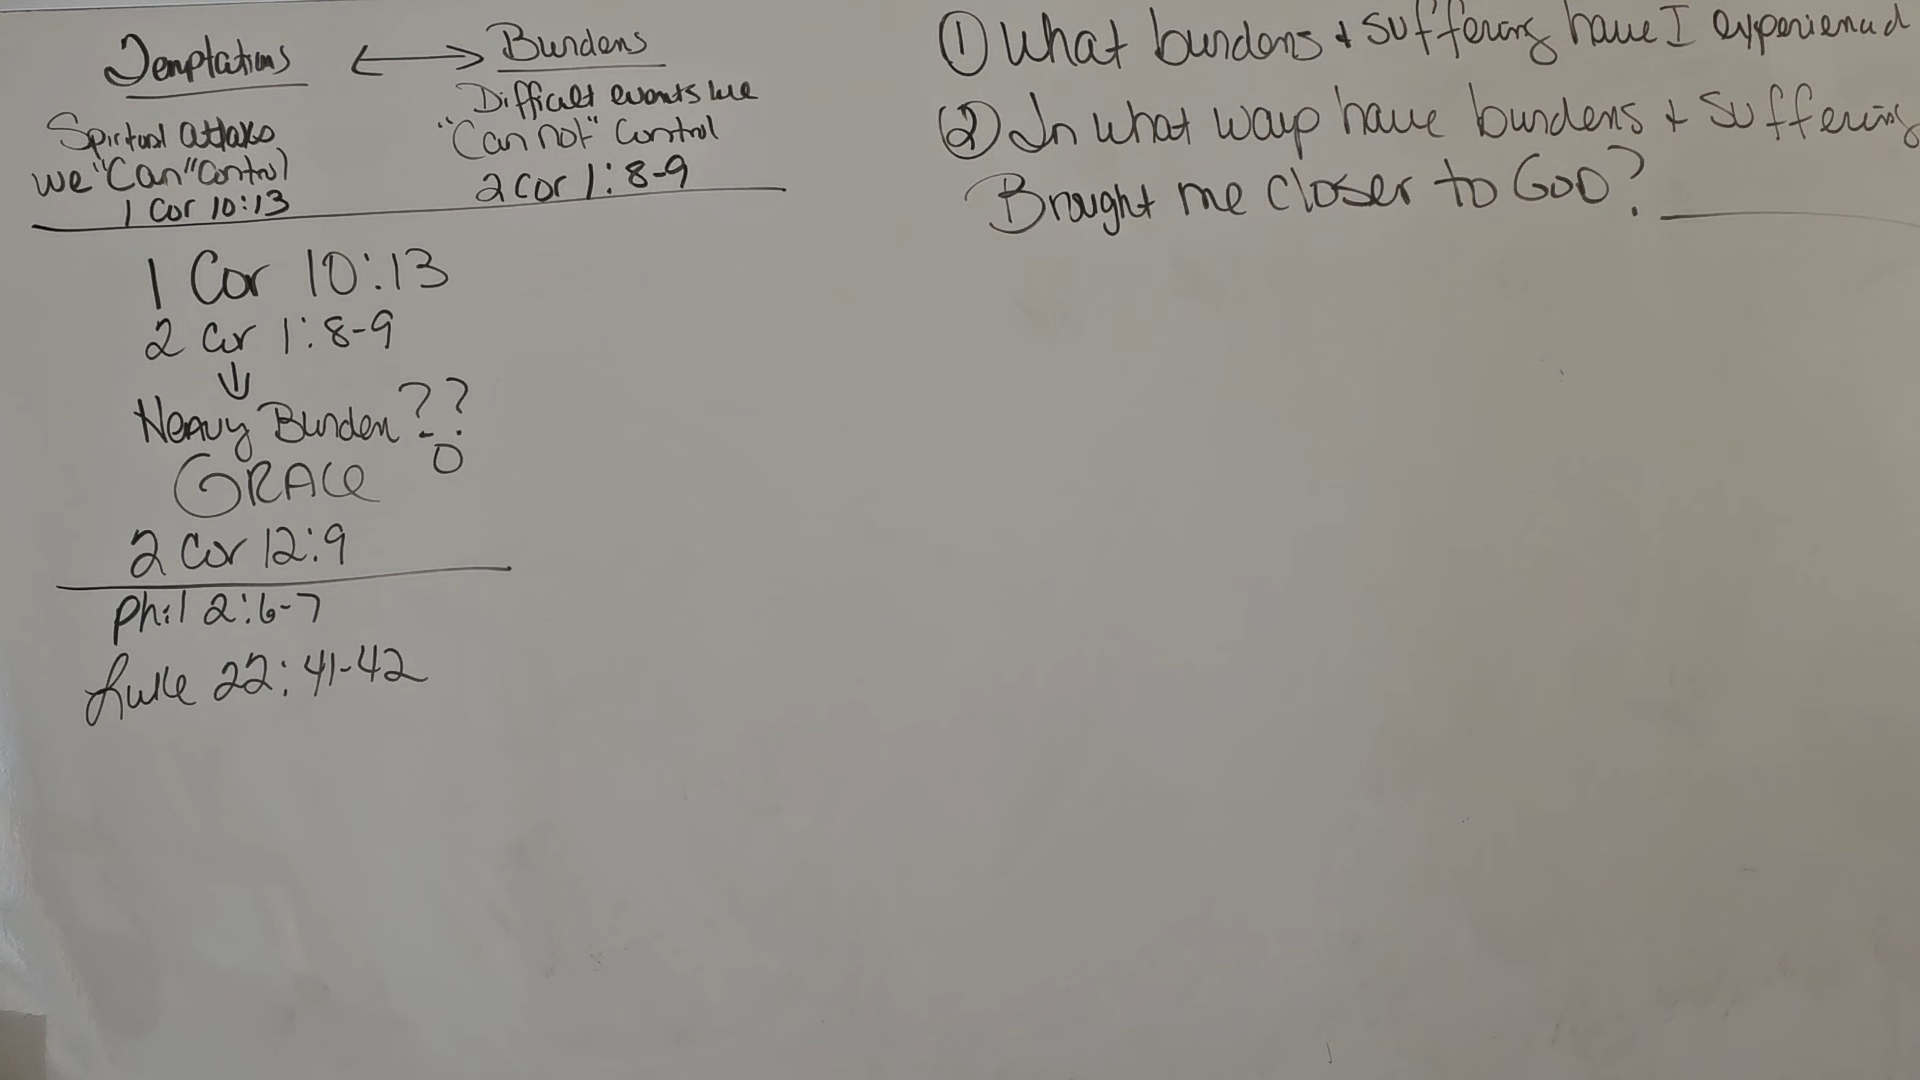 Temptations ⟷ Burdens
Spirtual attaks
we "Can" Control
1 Cor 10:13
Difficult events we
"Can not" Control
2 Cor 1:8-9
1 Cor 10:13
2 Cor 1:8-9
↓
Heavy Burden??
GRACE
2 Cor 12:9
Phil 2:6-7
Luke 22:41-42
① What burdens + suffering have I experienced
② In what ways have burdens + suffering
Brought me closer to GOD?